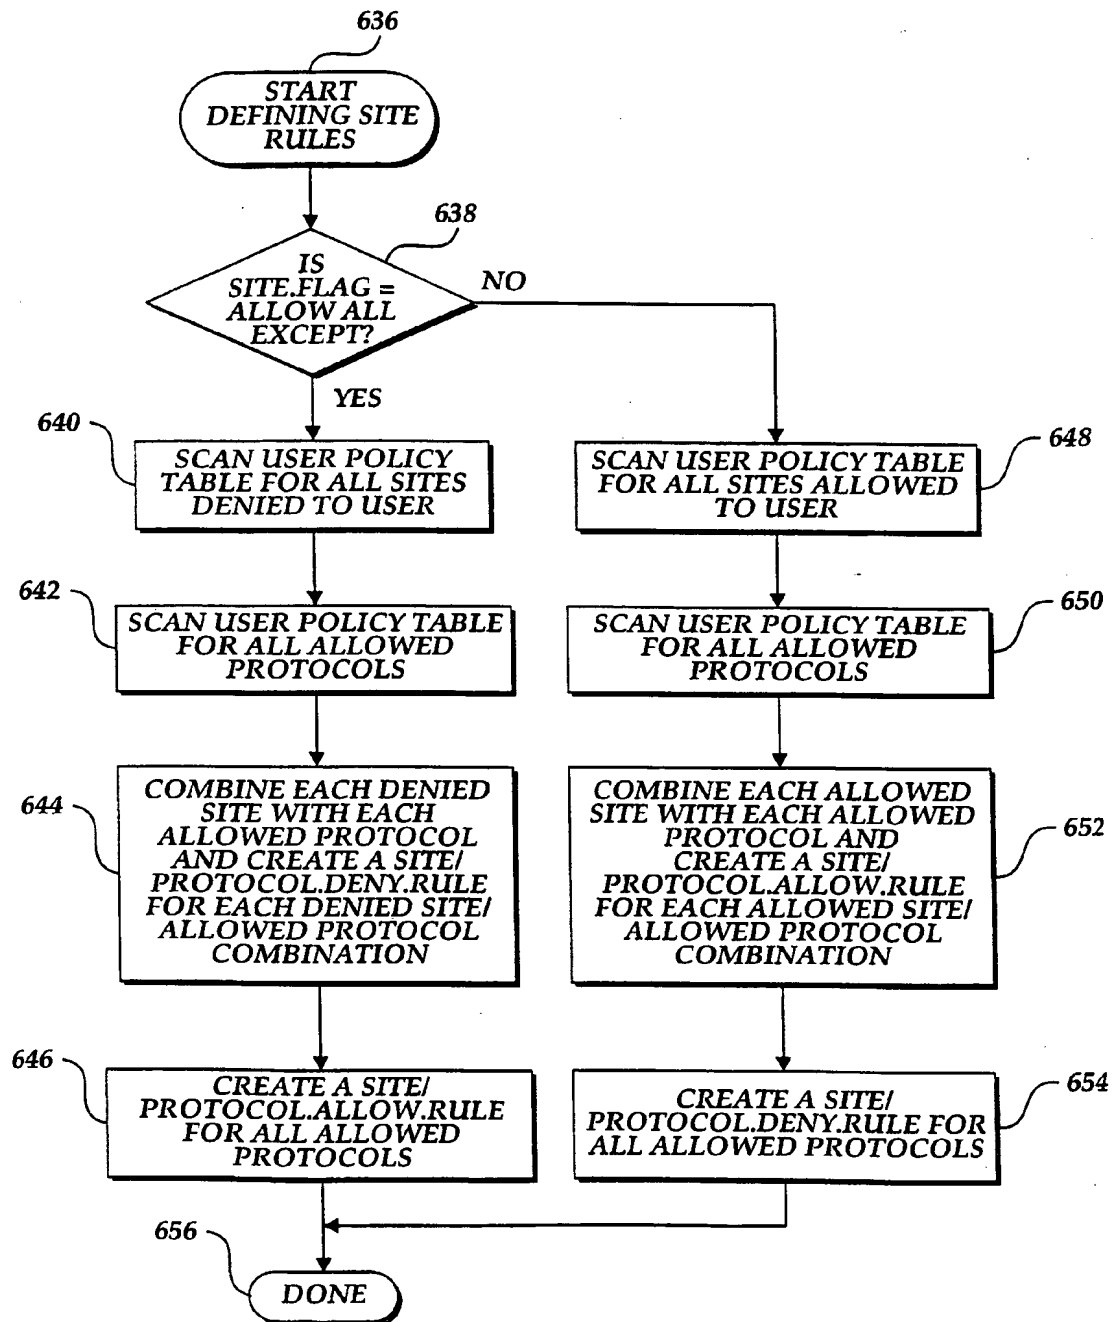 636
START
DEFINING SITE
RULES
638
IS
SITE.FLAG =
ALLOW ALL
EXCEPT?
NO
YES
640
SCAN USER POLICY
TABLE FOR ALL SITES
DENIED TO USER
648
SCAN USER POLICY TABLE
FOR ALL SITES ALLOWED
TO USER
642
SCAN USER POLICY TABLE
FOR ALL ALLOWED
PROTOCOLS
650
SCAN USER POLICY TABLE
FOR ALL ALLOWED
PROTOCOLS
644
COMBINE EACH DENIED
SITE WITH EACH
ALLOWED PROTOCOL
AND CREATE A SITE/
PROTOCOL.DENY.RULE
FOR EACH DENIED SITE/
ALLOWED PROTOCOL
COMBINATION
652
COMBINE EACH ALLOWED
SITE WITH EACH ALLOWED
PROTOCOL AND
CREATE A SITE/
PROTOCOL.ALLOW.RULE
FOR EACH ALLOWED SITE/
ALLOWED PROTOCOL
COMBINATION
646
CREATE A SITE/
PROTOCOL.ALLOW.RULE
FOR ALL ALLOWED
PROTOCOLS
654
CREATE A SITE/
PROTOCOL.DENY.RULE FOR
ALL ALLOWED PROTOCOLS
656
DONE